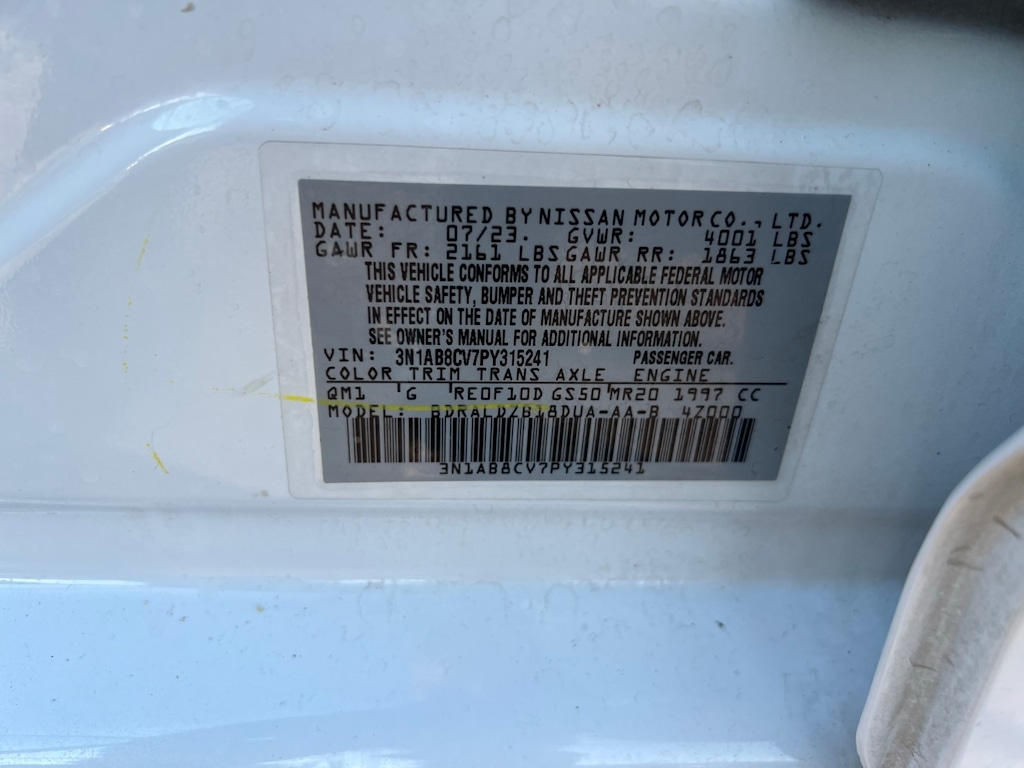 MANUFACTURED BY NISSAN MOTOR CO., LTD.
DATE: 07/23. GVWR: 4001 LBS
GAWR FR: 2161 LBS GAWR RR: 1863 LBS
THIS VEHICLE CONFORMS TO ALL APPLICABLE FEDERAL MOTOR
VEHICLE SAFETY, BUMPER AND THEFT PREVENTION STANDARDS
IN EFFECT ON THE DATE OF MANUFACTURE SHOWN ABOVE.
SEE OWNER'S MANUAL FOR ADDITIONAL INFORMATION.
VIN: 3N1AB8CV7PY315241 PASSENGER CAR.
COLOR TRIM TRANS AXLE ENGINE
QM1 G RE0F10D GS50 MR20 1997 CC
MODEL: 47000
3N1AB8CV7PY315241